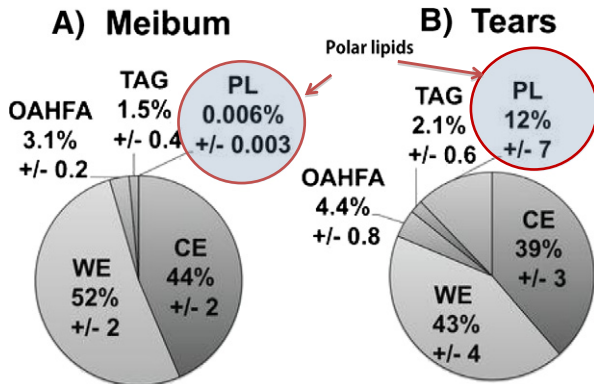 A) Meibum
Polar lipids
B) Tears
TAG
1.5%
+/- 0.4
PL
0.006%
+/- 0.003
OAHFA
3.1%
+/- 0.2
WE
52%
+/- 2
CE
44%
+/- 2
TAG
2.1%
+/- 0.6
PL
12%
+/- 7
OAHFA
4.4%
+/- 0.8
CE
39%
+/- 3
WE
43%
+/- 4